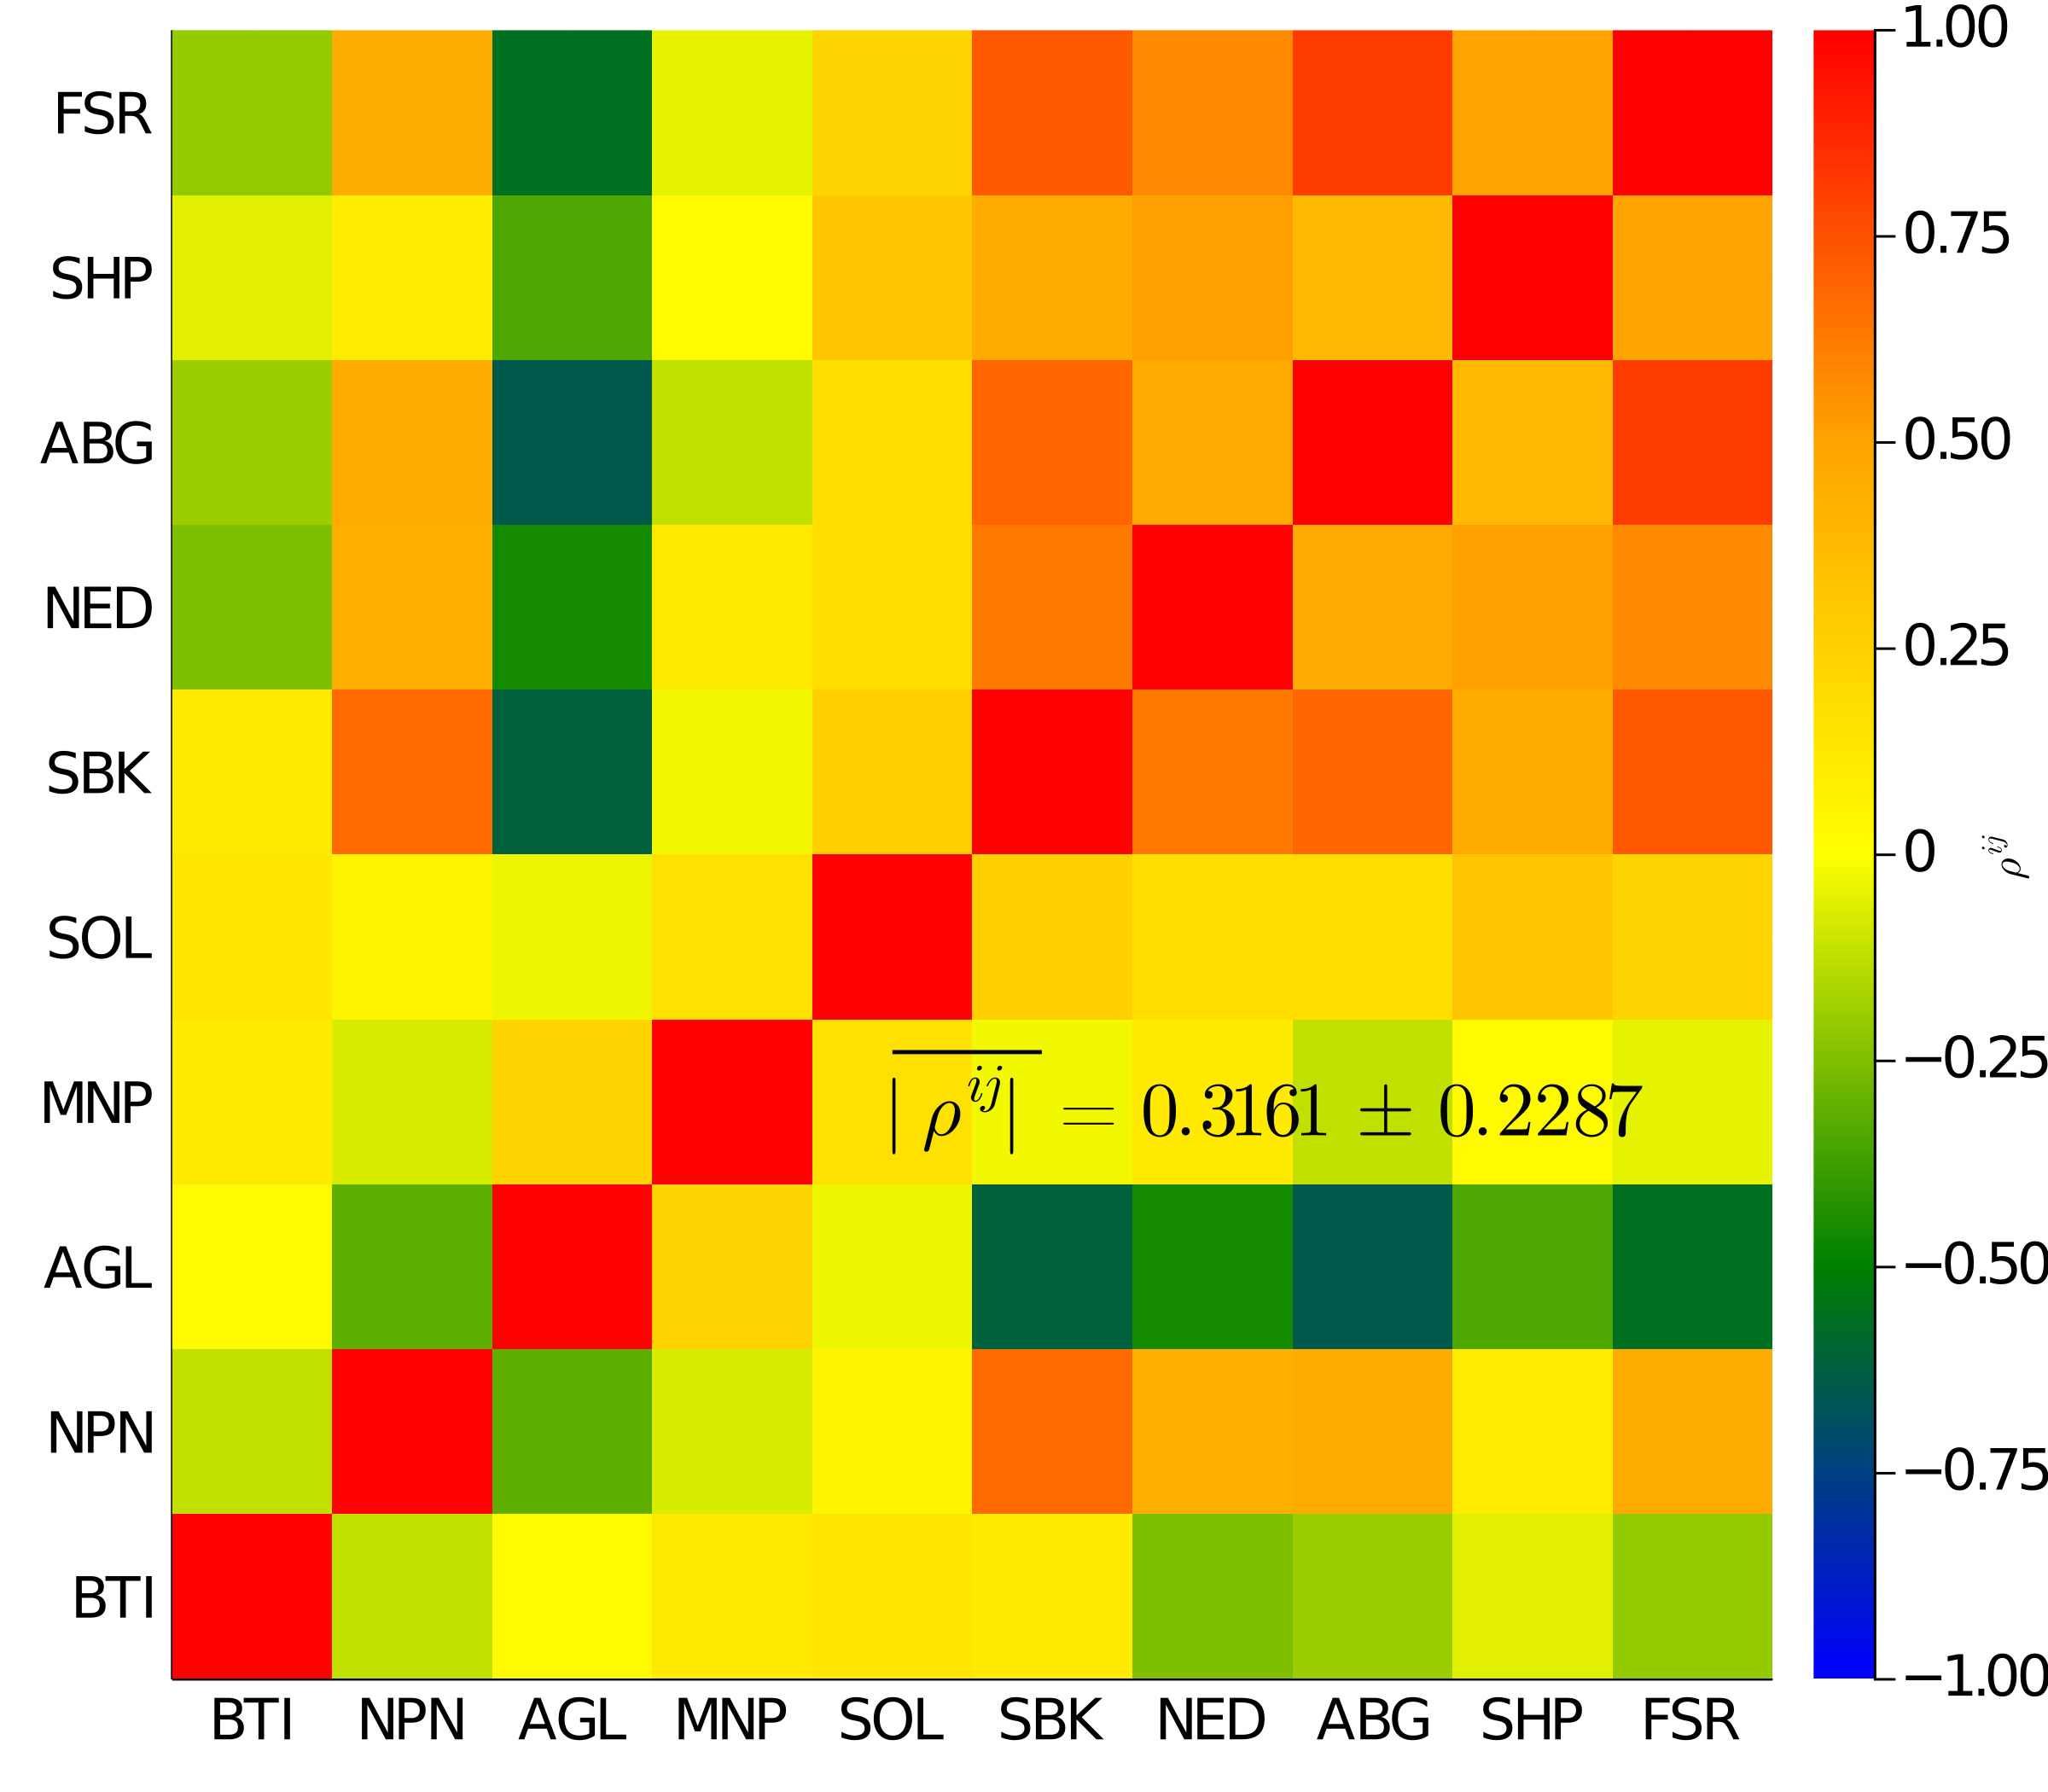 FSR
SHP
ABG
NED
SBK
SOL
MNP
AGL
NPN
BTI
| ρ^{ij}| = 0.3161 ± 0.2287
BTI NPN AGL MNP SOL SBK NED ABG SHP FSR
1.00
0.75
0.50
0.25
0
−0.25
−0.50
−0.75
−1.00
ρ^{i,j}